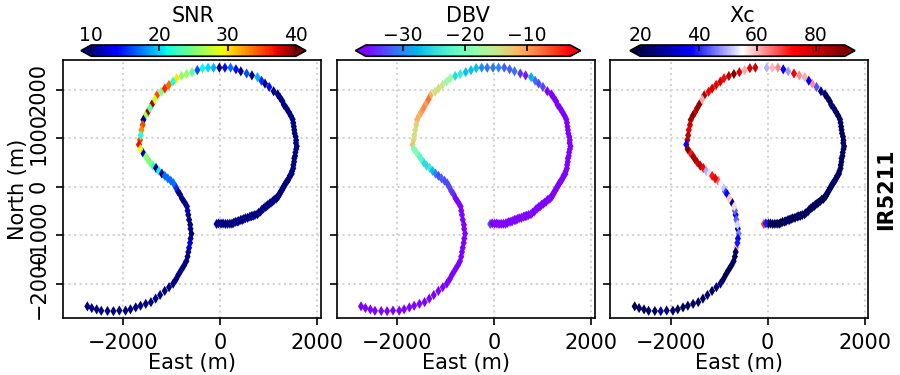 SNR DBV Xc
10 20 30 40 −30 −20 −10 20 40 60 80
North (m)
2000
1000
0
−1000
−2000
−2000 0 2000 −2000 0 2000 −2000 0 2000
East (m) East (m) East (m)
IR5211